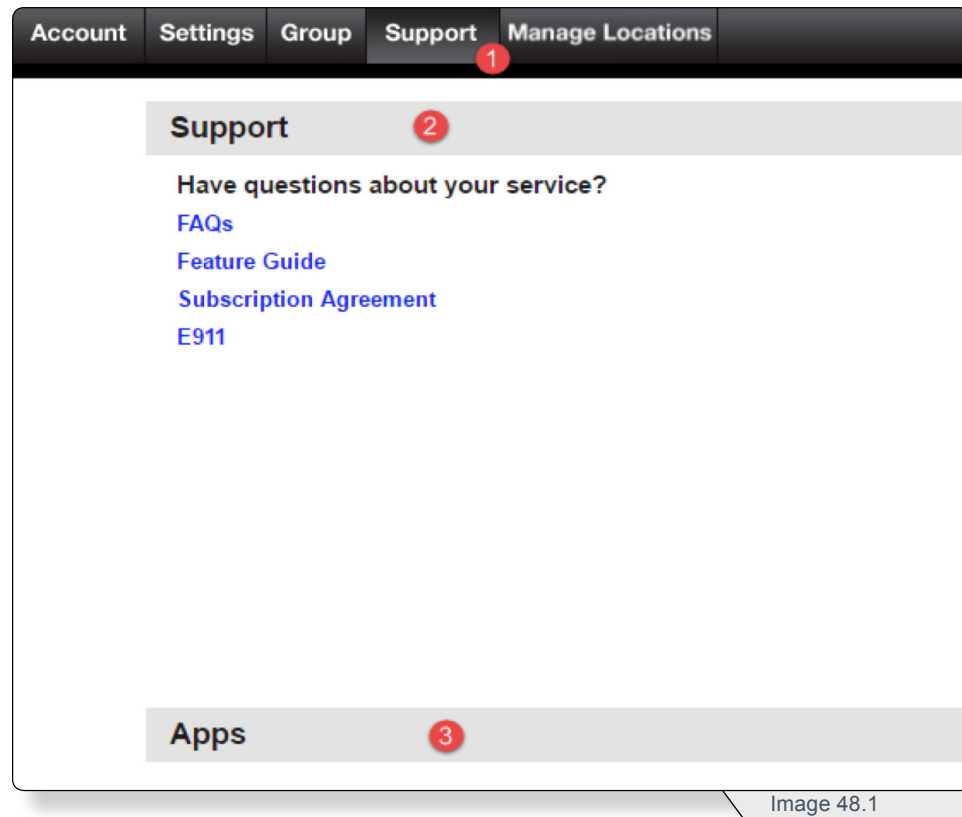 Account Settings Group Support Manage Locations
1
Support 2
Have questions about your service?
FAQs
Feature Guide
Subscription Agreement
E911
Apps 3
Image 48.1